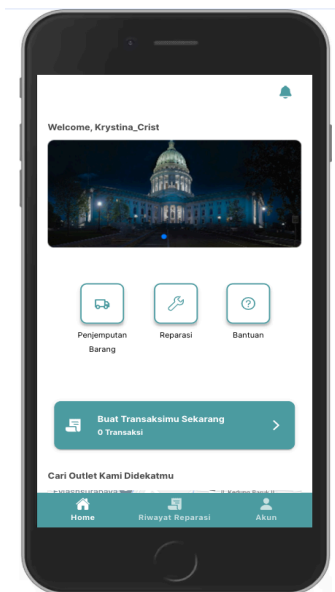 Welcome, Krystina_Crist
Penjemputan
Barang
Reparasi
Bantuan
Buat Transaksimu Sekarang
0 Transaksi
Cari Outlet Kami Didekatmu
Home
Riwayat Reparasi
Akun